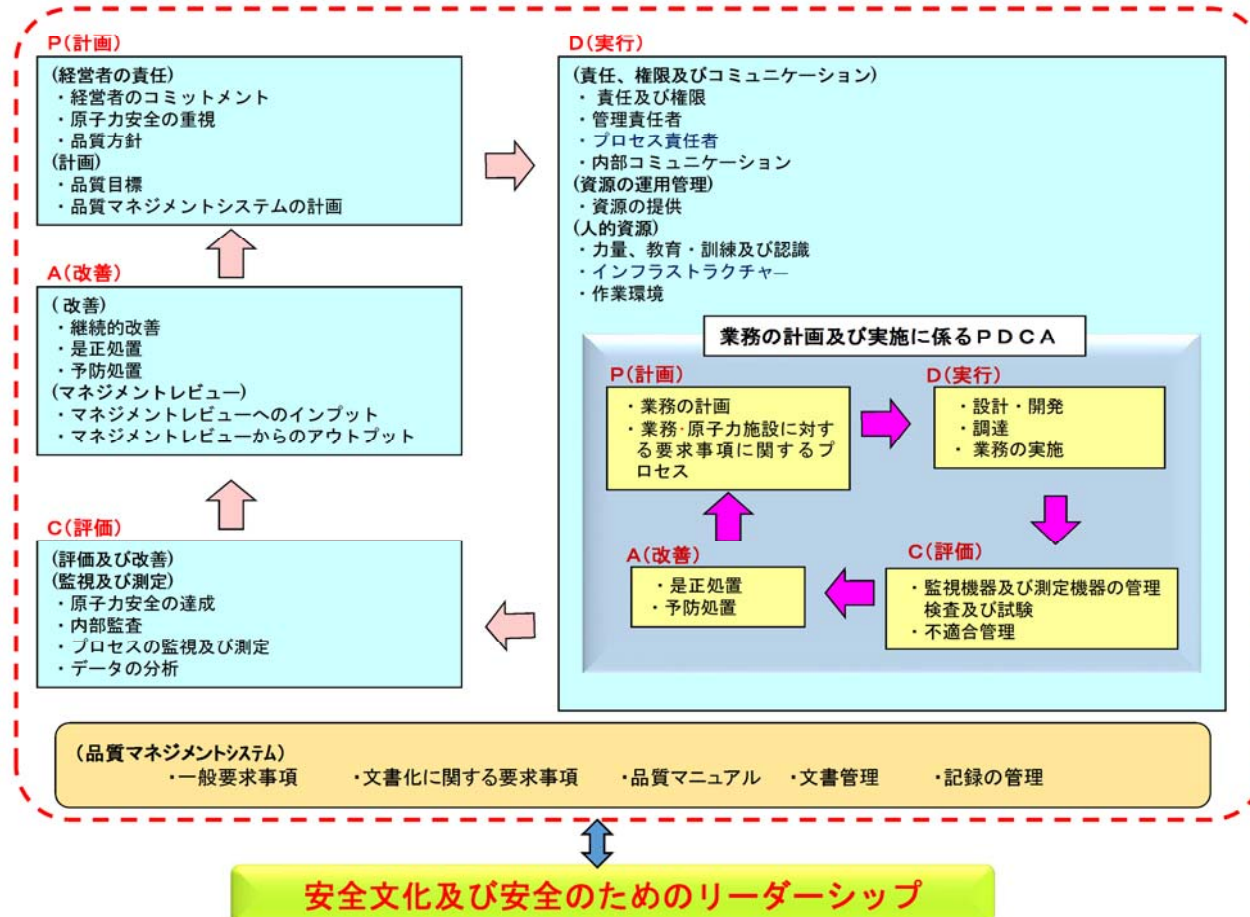 P(計画)
(経営者の責任)
・経営者のコミットメント
・原子力安全の重視
・品質方針
(計画)
・品質目標
・品質マネジメントシステムの計画
D(実行)
(責任、権限及びコミュニケーション)
・ 責任及び権限
・管理責任者
・プロセス責任者
・内部コミュニケーション
(資源の運用管理)
・資源の提供
(人的資源)
・力量、教育・訓練及び認識
・インフラストラクチャ―
・作業環境
業務の計画及び実施に係るPDCA
P(計画)
・業務の計画
・業務・原子力施設に対す
る要求事項に関するプ
ロセス
D(実行)
・設計・開発
・調達
・ 業務の実施
C(評価)
・監視機器及び測定機器の管理
検査及び試験
・不適合管理
A(改善)
・是正処置
・予防処置
A(改善)
( 改善)
・継続的改善
・是正処置
・予防処置
(マネジメントレビュー)
・マネジメントレビューへのインプット
・マネジメントレビューからのアウトプット
C(評価)
(評価及び改善)
(監視及び測定)
・原子力安全の達成
・内部監査
・プロセスの監視及び測定
・データの分析
(品質マネジメントシステム)
・一般要求事項 ・文書化に関する要求事項 ・品質マニュアル ・文書管理 ・記録の管理
安全文化及び安全のためのリーダーシップ